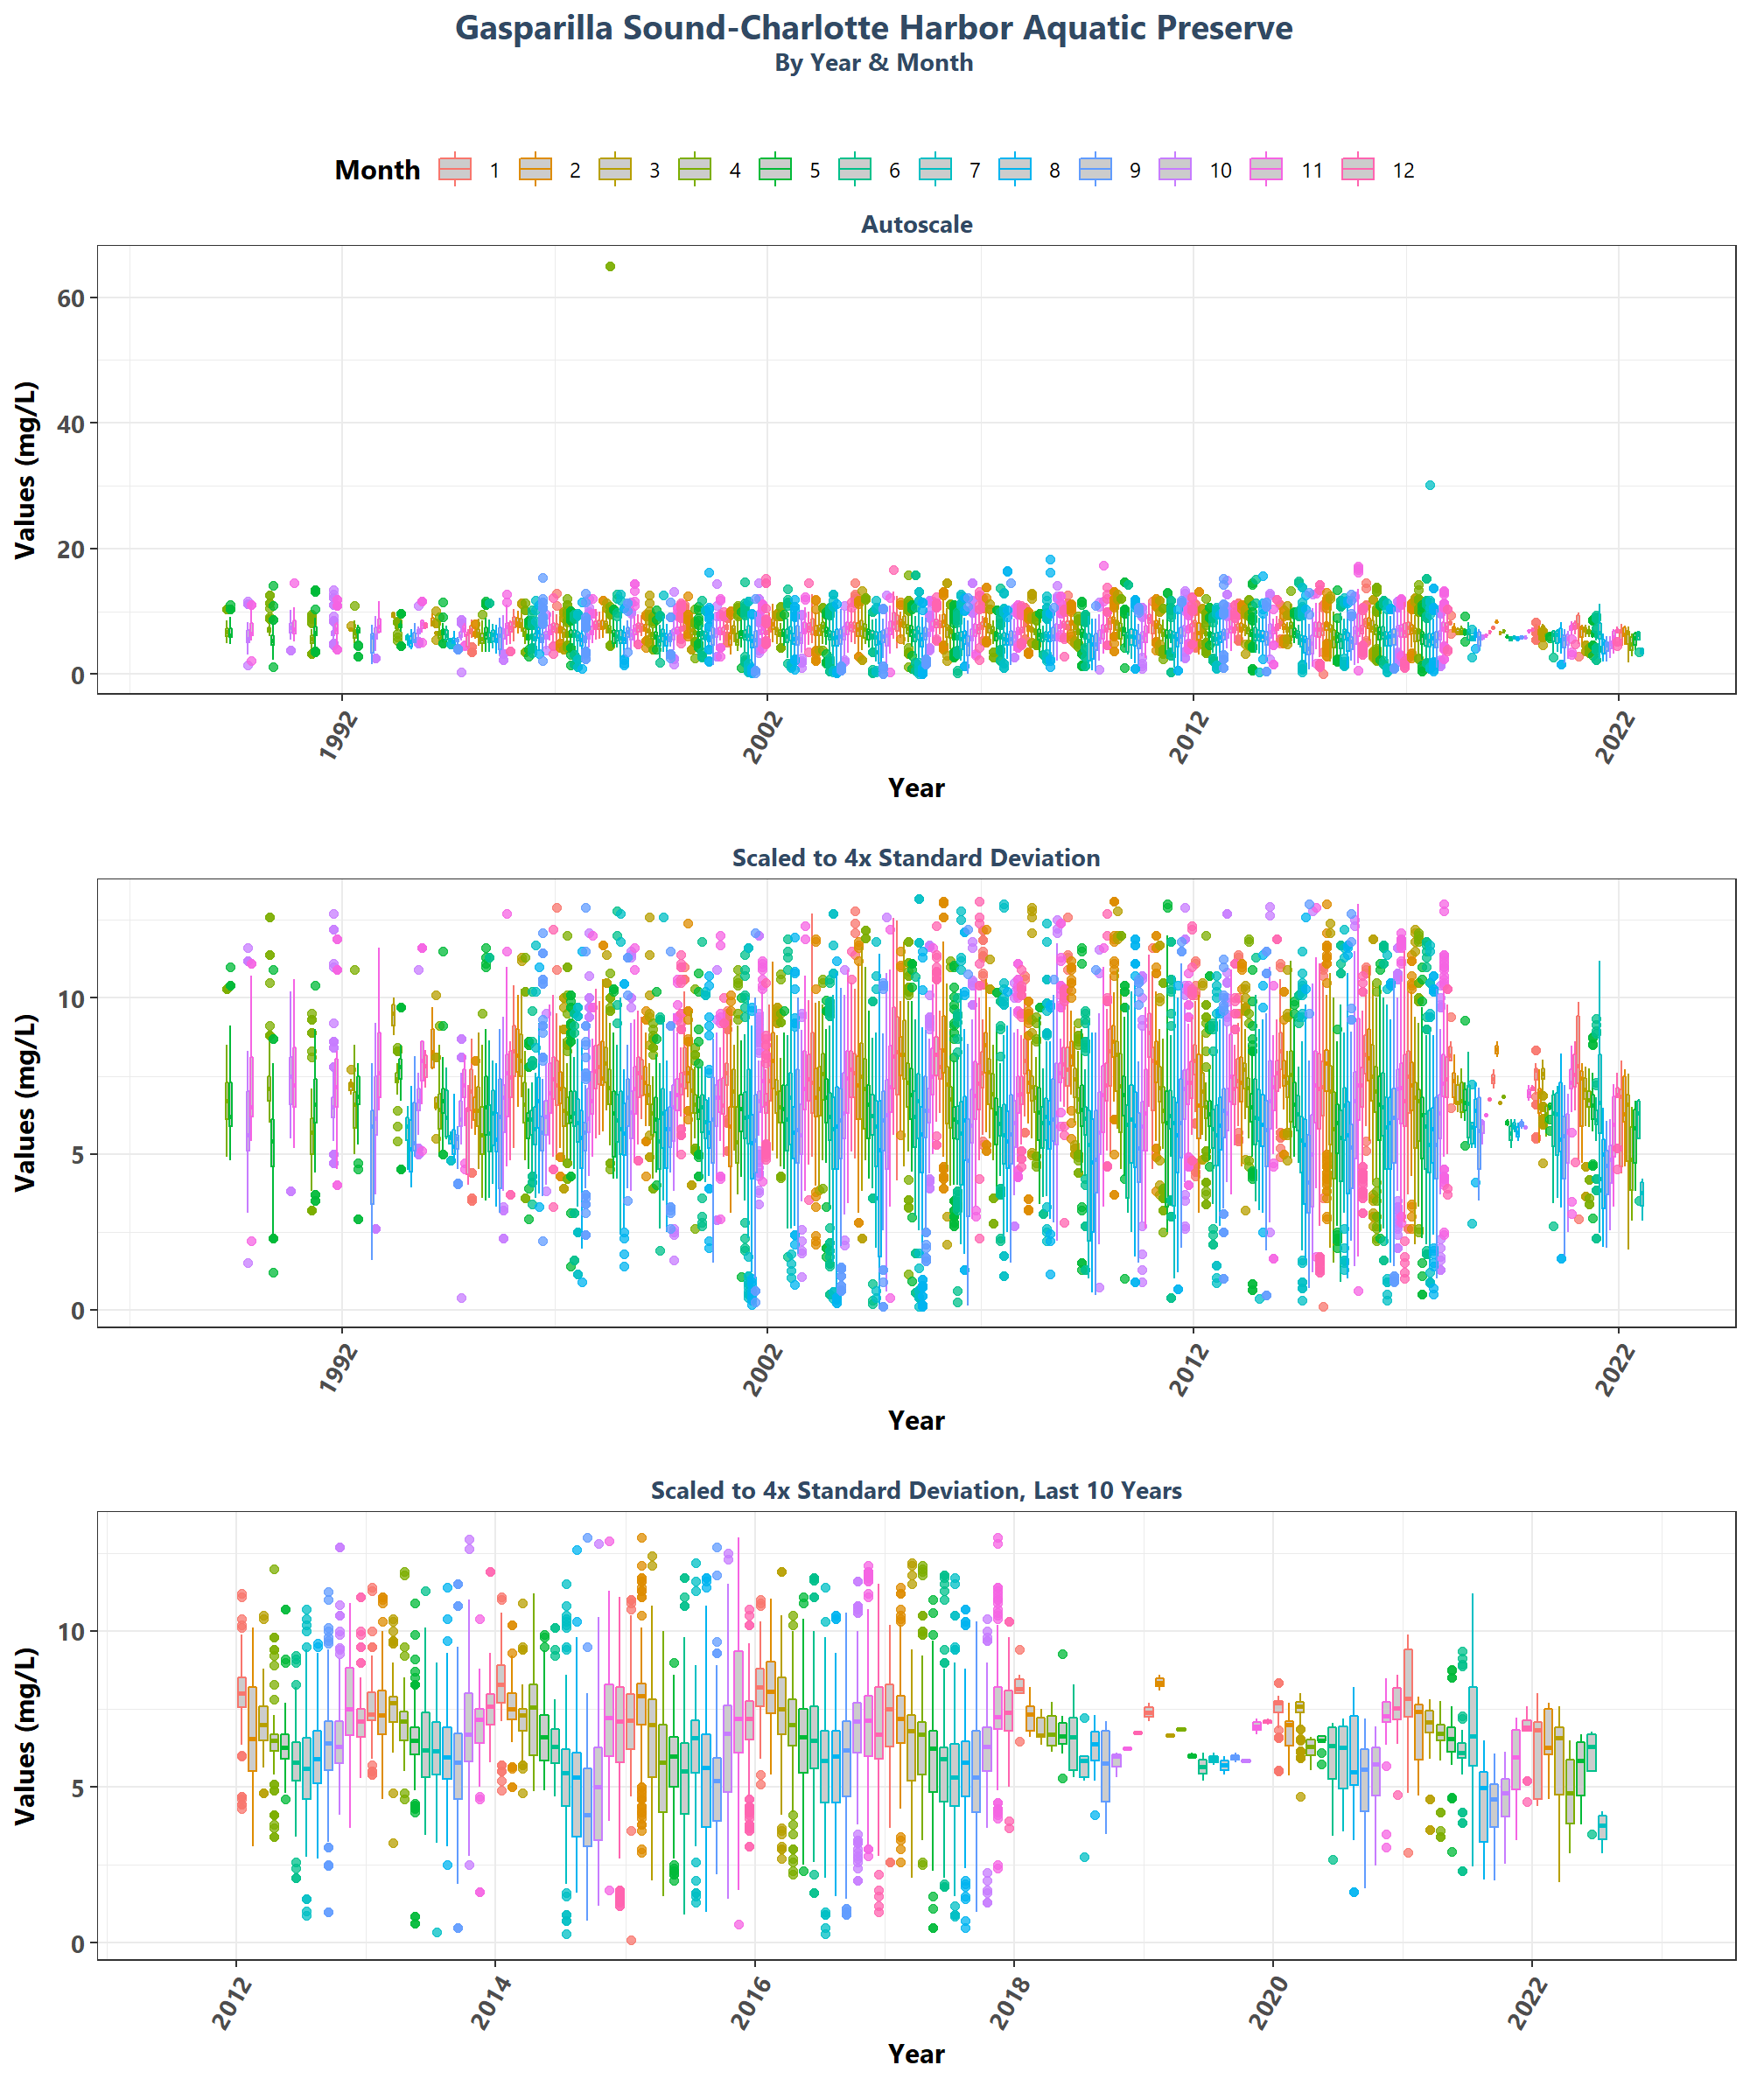 Gasparilla Sound-Charlotte Harbor Aquatic Preserve
By Year & Month
Month 1 2 3 4 5 6 7 8 9 10 11 12
Autoscale
Values (mg/L)
60
40
20
0
1992 2002 2012 2022
Year
Scaled to 4x Standard Deviation
Values (mg/L)
10
5
0
1992 2002 2012 2022
Year
Scaled to 4x Standard Deviation, Last 10 Years
Values (mg/L)
10
5
0
2012 2014 2016 2018 2020 2022
Year